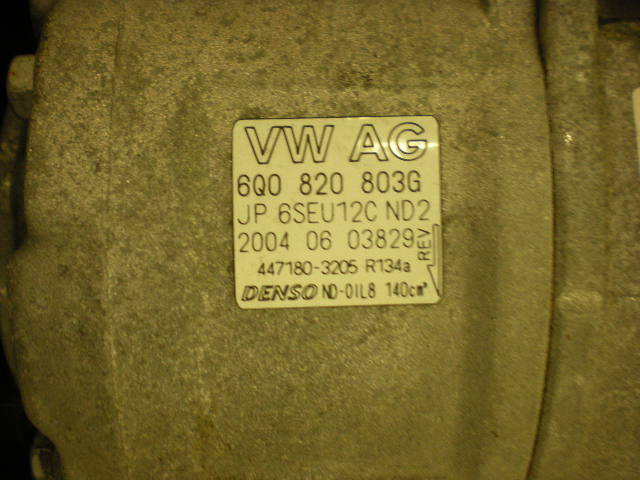 VW AG
6Q0 820 803G
JP 6SEU12C ND2
2004 06 03829
REV
447180-3205 R134a
DENSO ND-OIL8 140cm³